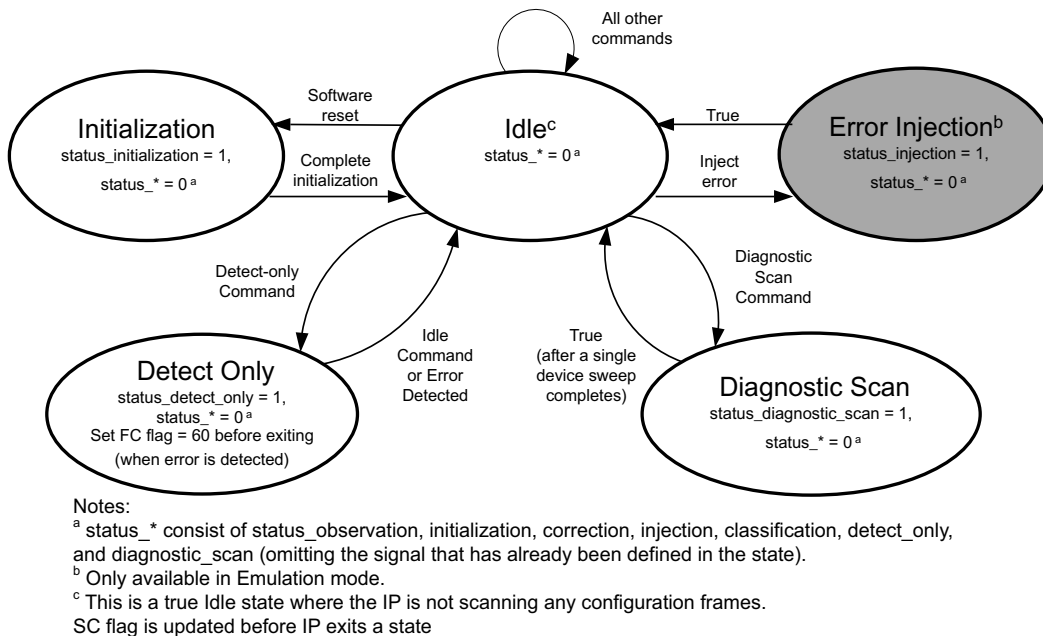 All other
commands
Software
reset
Complete
initialization
True
Inject
error
Initialization
status_initialization = 1,
status_* = 0 a
Idle c
status_* = 0 a
Error Injection b
status_injection = 1,
status_* = 0 a
Detect-only
Command
Idle
Command
or Error
Detected
True
(after a single
device sweep
completes)
Diagnostic
Scan
Command
Detect Only
status_detect_only = 1,
status_* = 0 a
Set FC flag = 60 before exiting
(when error is detected)
Diagnostic Scan
status_diagnostic_scan = 1,
status_* = 0 a
Notes:
a status_* consist of status_observation, initialization, correction, injection, classification, detect_only,
and diagnostic_scan (omitting the signal that has already been defined in the state).
b Only available in Emulation mode.
c This is a true Idle state where the IP is not scanning any configuration frames.
SC flag is updated before IP exits a state